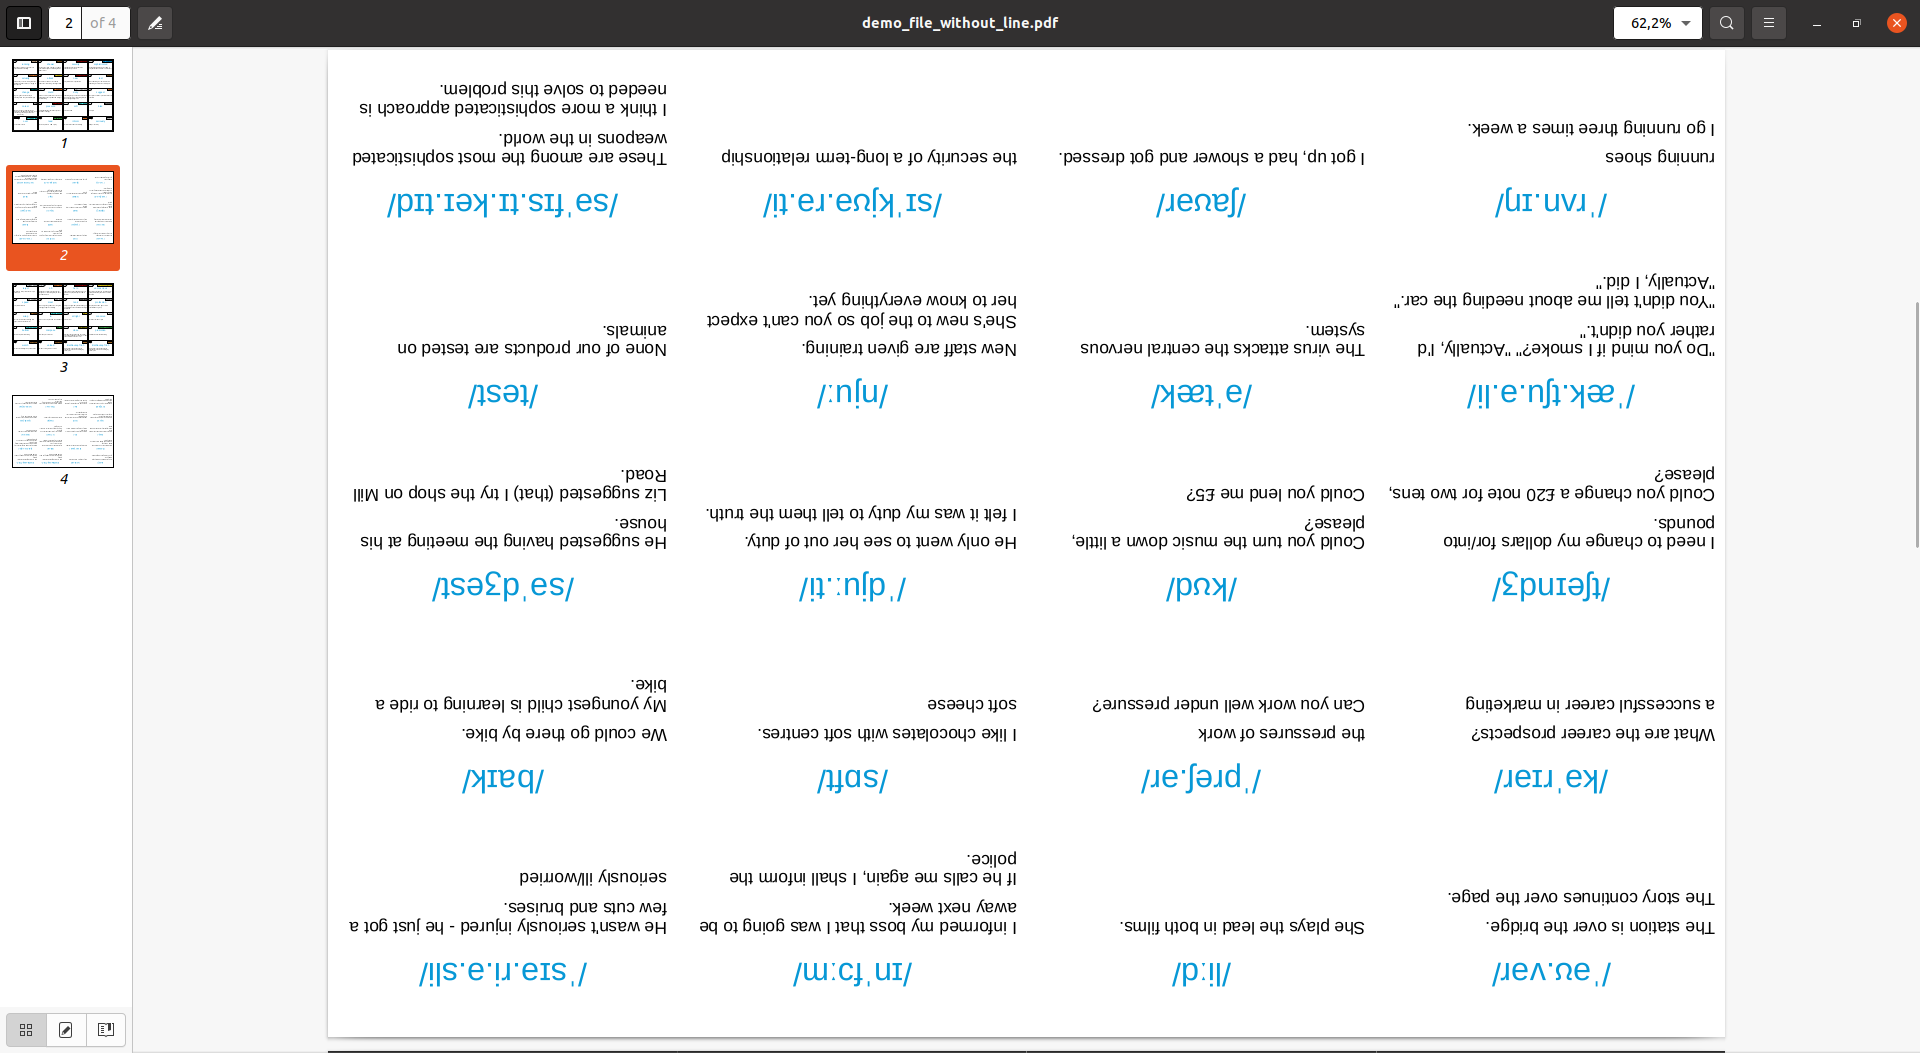 2
of 4
demo_file_without_line.pdf
62,2%
1
2
3
4
/ˈəʊ.vər/
The station is over the bridge.
The story continues over the page.
/liːd/
She plays the lead in both films.
/ɪnˈfɔːm/
I informed my boss that I was going to be
away next week.
If he calls me again, I shall inform the
police.
/ˈsɪə.ri.ə.sli/
He wasn't seriously injured - he just got a
few cuts and bruises.
seriously ill/worried
/kəˈrɪər/
What are the career prospects?
a successful career in marketing
/ˈpreʃ.ər/
the pressures of work
Can you work well under pressure?
/sɒft/
I like chocolates with soft centres.
soft cheese
/baɪk/
We could go there by bike.
My youngest child is learning to ride a
bike.
/tʃeɪndʒ/
I need to change my dollars for/into
pounds.
Could you change a £20 note for two tens,
please?
/kʊd/
Could you turn the music down a little,
please?
Could you lend me £5?
/ˈdjuː.ti/
He only went to see her out of duty.
I felt it was my duty to tell them the truth.
/səˈdʒest/
He suggested having the meeting at his
house.
Liz suggested (that) I try the shop on Mill
Road.
/ˈæk.tʃu.ə.li/
"Do you mind if I smoke?" "Actually, I'd
rather you didn't."
"You didn't tell me about needing the car."
"Actually, I did."
/əˈtæk/
The virus attacks the central nervous
system.
/njuː/
New staff are given training.
She's new to the job so you can't expect
her to know everything yet.
/test/
None of our products are tested on
animals.
/ˈrʌn.ɪŋ/
running shoes
I go running three times a week.
/ʃaʊər/
I got up, had a shower and got dressed.
/sɪˈkjʊə.rə.ti/
the security of a long-term relationship
/səˈfɪs.tɪ.keɪ.tɪd/
These are among the most sophisticated
weapons in the world.
I think a more sophisticated approach is
needed to solve this problem.